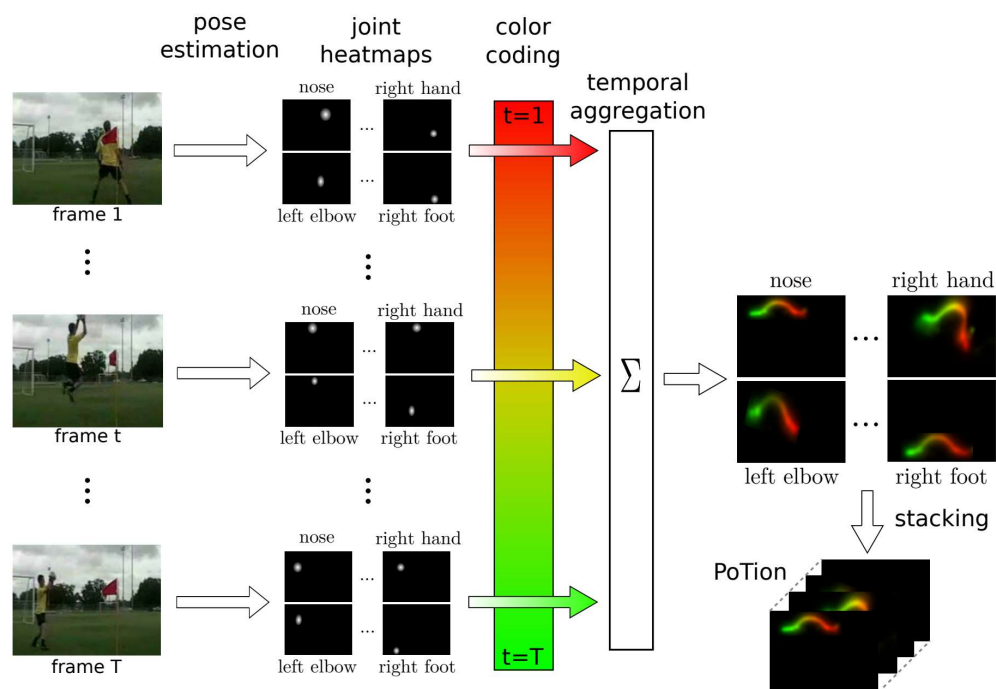 pose
estimation
joint
heatmaps
color
coding
temporal
aggregation
nose
right hand
...
...
left elbow
right foot
frame 1
t=1
nose
right hand
...
...
left elbow
right foot
frame t
Σ
nose
right hand
...
...
left elbow
right foot
stacking
PoTion
nose
right hand
...
...
left elbow
right foot
frame T
t=T